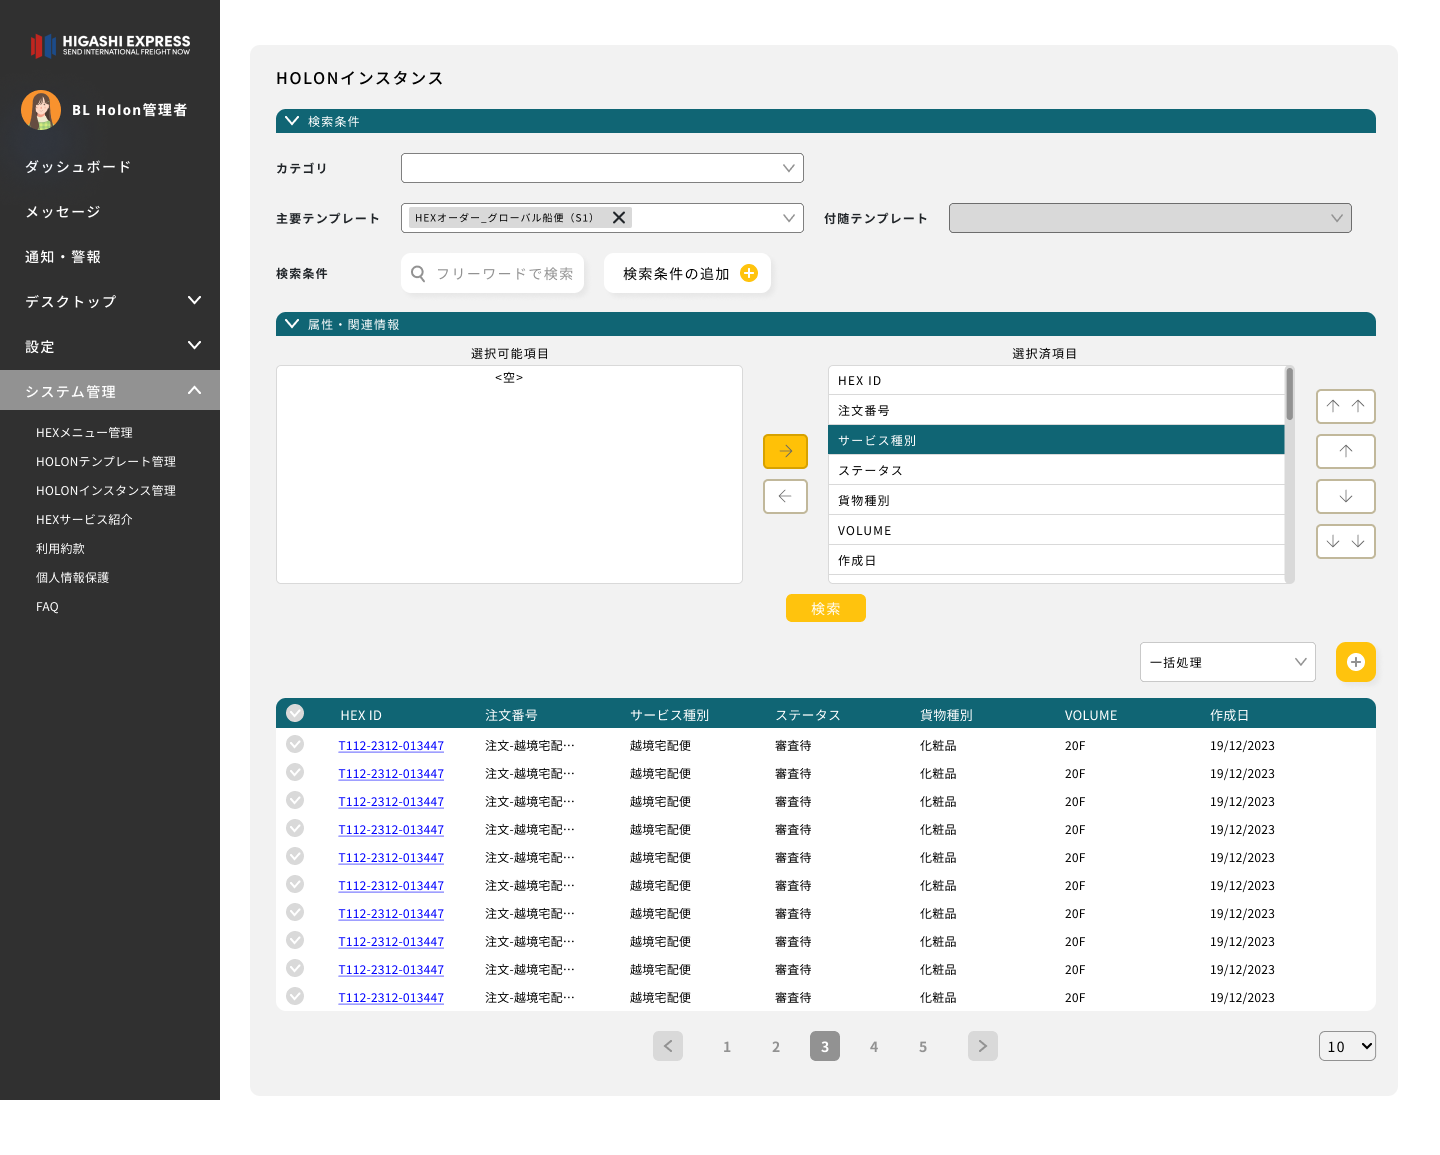 HIGASHI EXPRESS
SEND INTERNATIONAL FREIGHT NOW
BL Holon管理者
ダッシュボード
メッセージ
通知・警報
デスクトップ
設定
システム管理
HEXメニュー管理
HOLONテンプレート管理
HOLONインスタンス管理
HEXサービス紹介
利用約款
個人情報保護
FAQ
HOLONインスタンス
検索条件
カテゴリ
主要テンプレート HEXオーダー_グローバル船便（S1） 付随テンプレート
検索条件 フリーワードで検索 検索条件の追加
属性・関連情報
選択可能項目 選択済項目
<空>
HEX ID
注文番号
サービス種別
ステータス
貨物種別
VOLUME
作成日
検索
一括処理
HEX ID 注文番号 サービス種別 ステータス 貨物種別 VOLUME 作成日
T112-2312-013447 注文-越境宅配… 越境宅配便 審査待 化粧品 20F 19/12/2023
T112-2312-013447 注文-越境宅配… 越境宅配便 審査待 化粧品 20F 19/12/2023
T112-2312-013447 注文-越境宅配… 越境宅配便 審査待 化粧品 20F 19/12/2023
T112-2312-013447 注文-越境宅配… 越境宅配便 審査待 化粧品 20F 19/12/2023
T112-2312-013447 注文-越境宅配… 越境宅配便 審査待 化粧品 20F 19/12/2023
T112-2312-013447 注文-越境宅配… 越境宅配便 審査待 化粧品 20F 19/12/2023
T112-2312-013447 注文-越境宅配… 越境宅配便 審査待 化粧品 20F 19/12/2023
T112-2312-013447 注文-越境宅配… 越境宅配便 審査待 化粧品 20F 19/12/2023
T112-2312-013447 注文-越境宅配… 越境宅配便 審査待 化粧品 20F 19/12/2023
T112-2312-013447 注文-越境宅配… 越境宅配便 審査待 化粧品 20F 19/12/2023
1 2 3 4 5 10